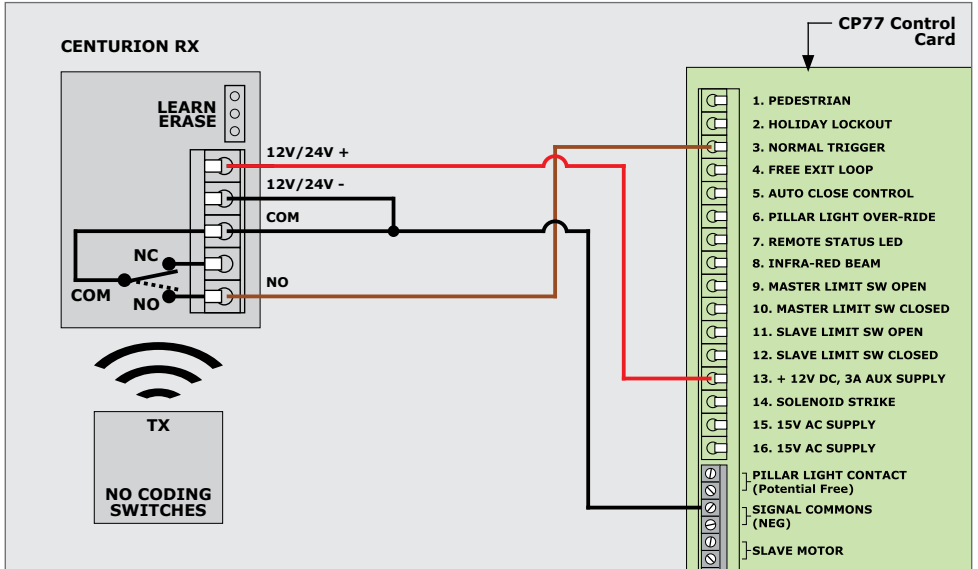 CP77 Control
Card
CENTURION RX
LEARN
ERASE
12V/24V +
12V/24V -
COM
NC
NO
COM
NO
TX
NO CODING
SWITCHES
1. PEDESTRIAN
2. HOLIDAY LOCKOUT
3. NORMAL TRIGGER
4. FREE EXIT LOOP
5. AUTO CLOSE CONTROL
6. PILLAR LIGHT OVER-RIDE
7. REMOTE STATUS LED
8. INFRA-RED BEAM
9. MASTER LIMIT SW OPEN
10. MASTER LIMIT SW CLOSED
11. SLAVE LIMIT SW OPEN
12. SLAVE LIMIT SW CLOSED
13. + 12V DC, 3A AUX SUPPLY
14. SOLENOID STRIKE
15. 15V AC SUPPLY
16. 15V AC SUPPLY
PILLAR LIGHT CONTACT
(Potential Free)
SIGNAL COMMONS
(NEG)
SLAVE MOTOR